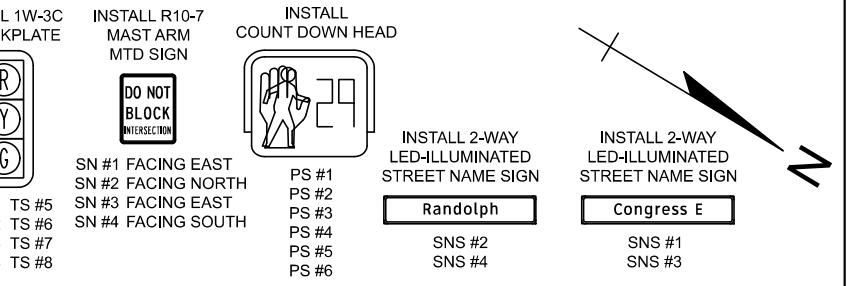 L 1W-3C
KPLATE
R
Y
G
TS #5
TS #6
TS #7
TS #8
INSTALL R10-7
MAST ARM
MTD SIGN
DO NOT
BLOCK
INTERSECTION
SN #1 FACING EAST
SN #2 FACING NORTH
SN #3 FACING EAST
SN #4 FACING SOUTH
INSTALL
COUNT DOWN HEAD
29
PS #1
PS #2
PS #3
PS #4
PS #5
PS #6
INSTALL 2-WAY
LED-ILLUMINATED
STREET NAME SIGN
Randolph
SNS #2
SNS #4
INSTALL 2-WAY
LED-ILLUMINATED
STREET NAME SIGN
Congress E
SNS #1
SNS #3
N